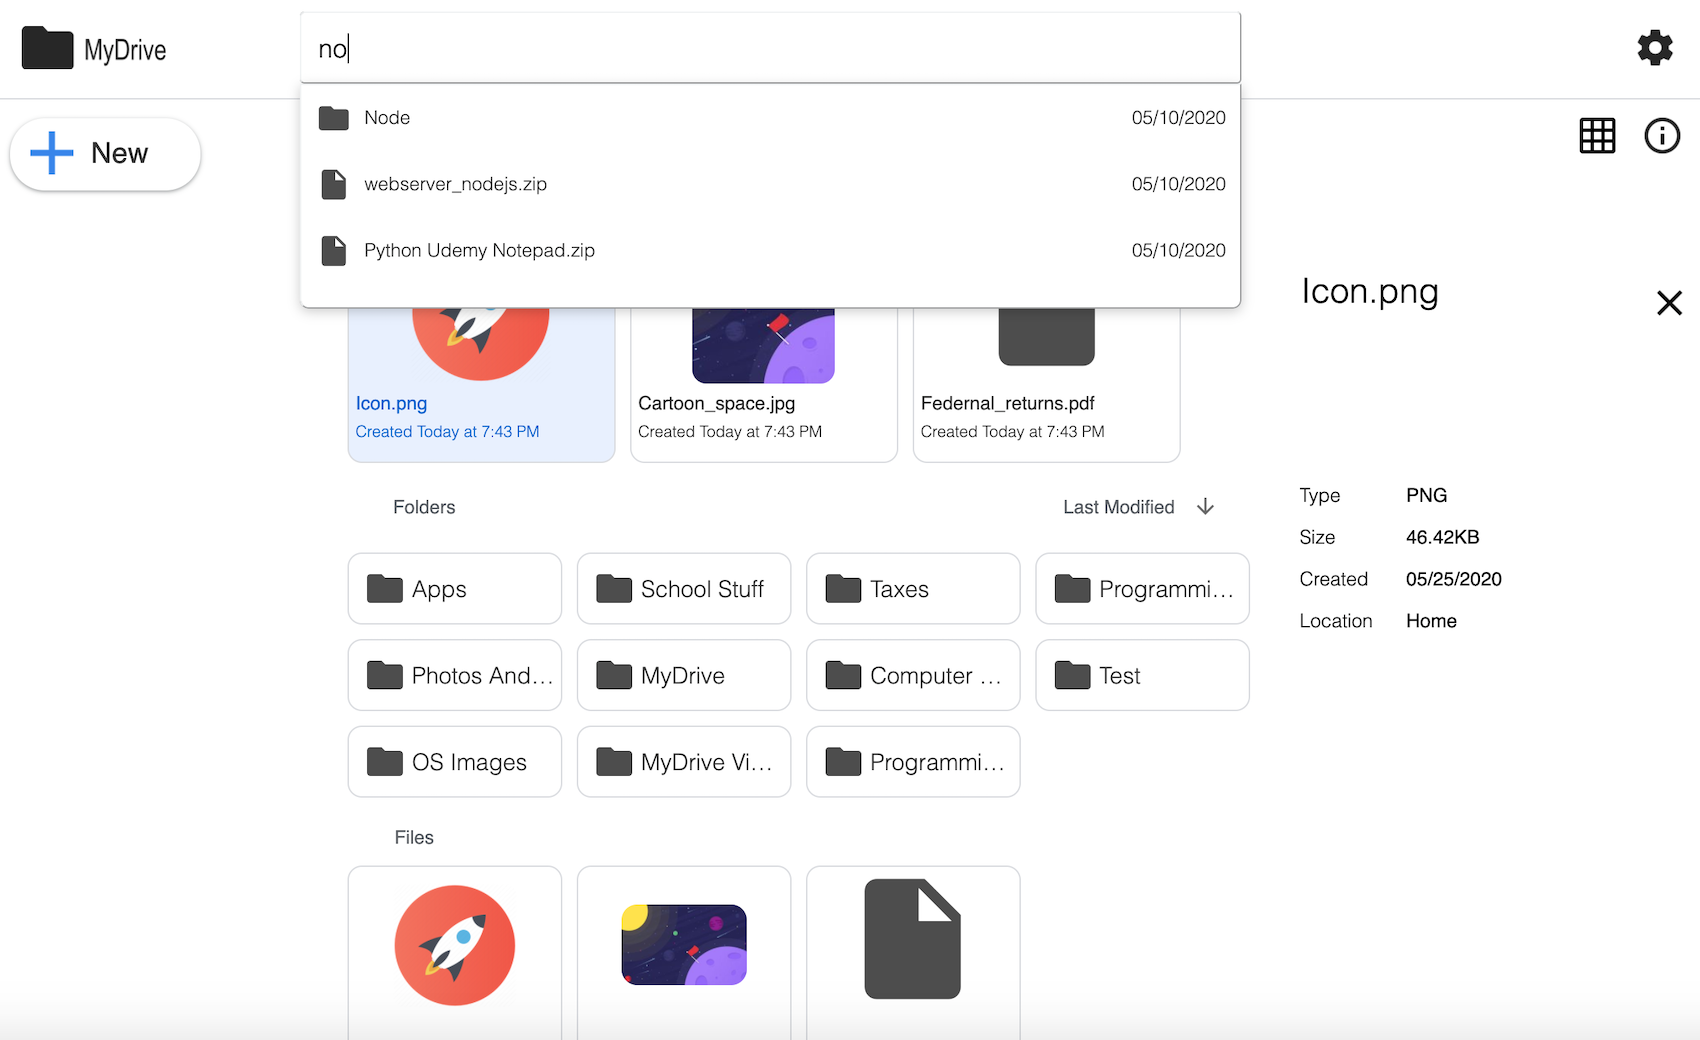 MyDrive
no
New
Node 05/10/2020
webserver_nodejs.zip 05/10/2020
Python Udemy Notepad.zip 05/10/2020
Icon.png
Icon.png Cartoon_space.jpg Federnal_returns.pdf
Created Today at 7:43 PM Created Today at 7:43 PM Created Today at 7:43 PM
Folders Last Modified
Type PNG
Size 46.42KB
Created 05/25/2020
Location Home
Apps School Stuff Taxes Programmi...
Photos And... MyDrive Computer ... Test
OS Images MyDrive Vi... Programmi...
Files